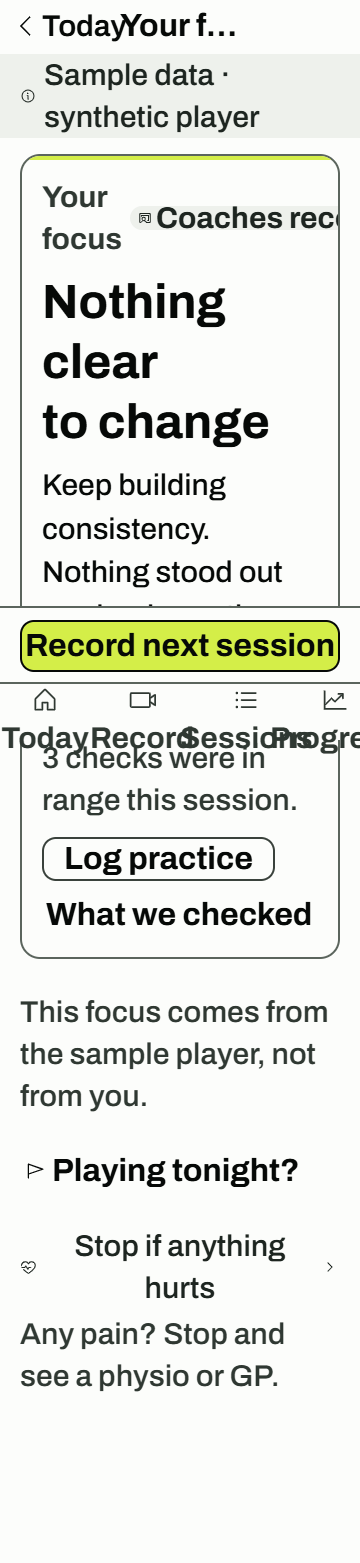 Today Your f…
Sample data ·
synthetic player
Your
focus
Coaches
Nothing
clear
to change
Keep building
consistency.
Nothing stood out
Record next session
Today Record Sessions
3 checks were in
range this session.
Log practice
What we checked
This focus comes from
the sample player, not
from you.
Playing tonight?
Stop if anything
hurts
Any pain? Stop and
see a physio or GP.